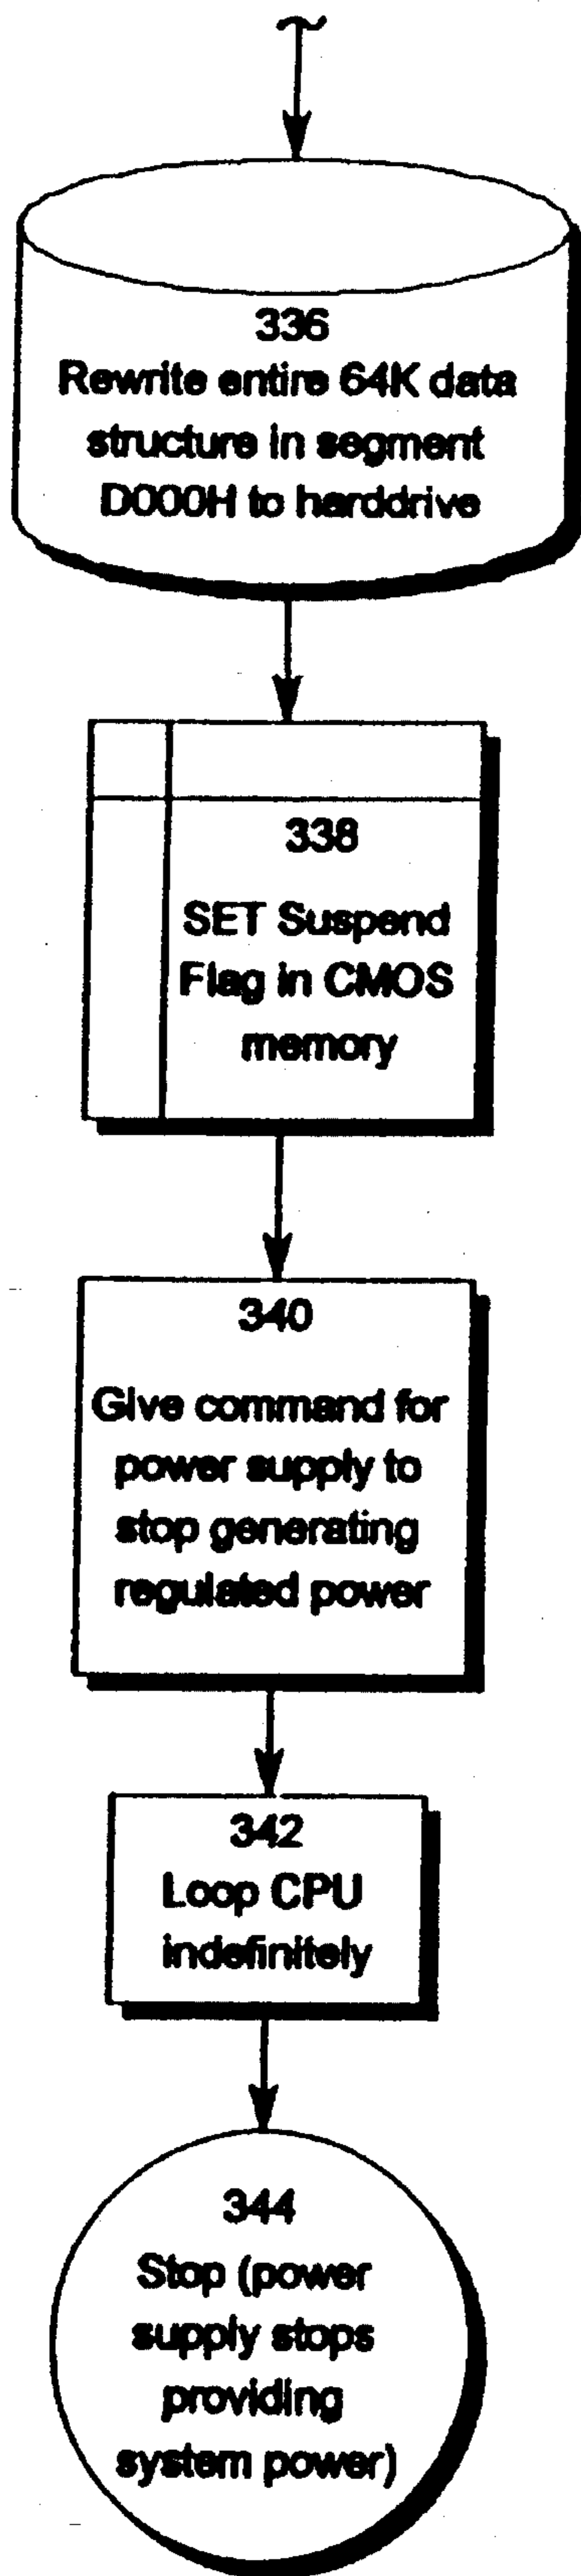 336
Rewrite entire 64K data
structure in segment
D000H to harddrive
338
SET Suspend
Flag in CMOS
memory
340
Give command for
power supply to
stop generating
regulated power
342
Loop CPU
indefinitely
344
Stop (power
supply stops
providing
system power)